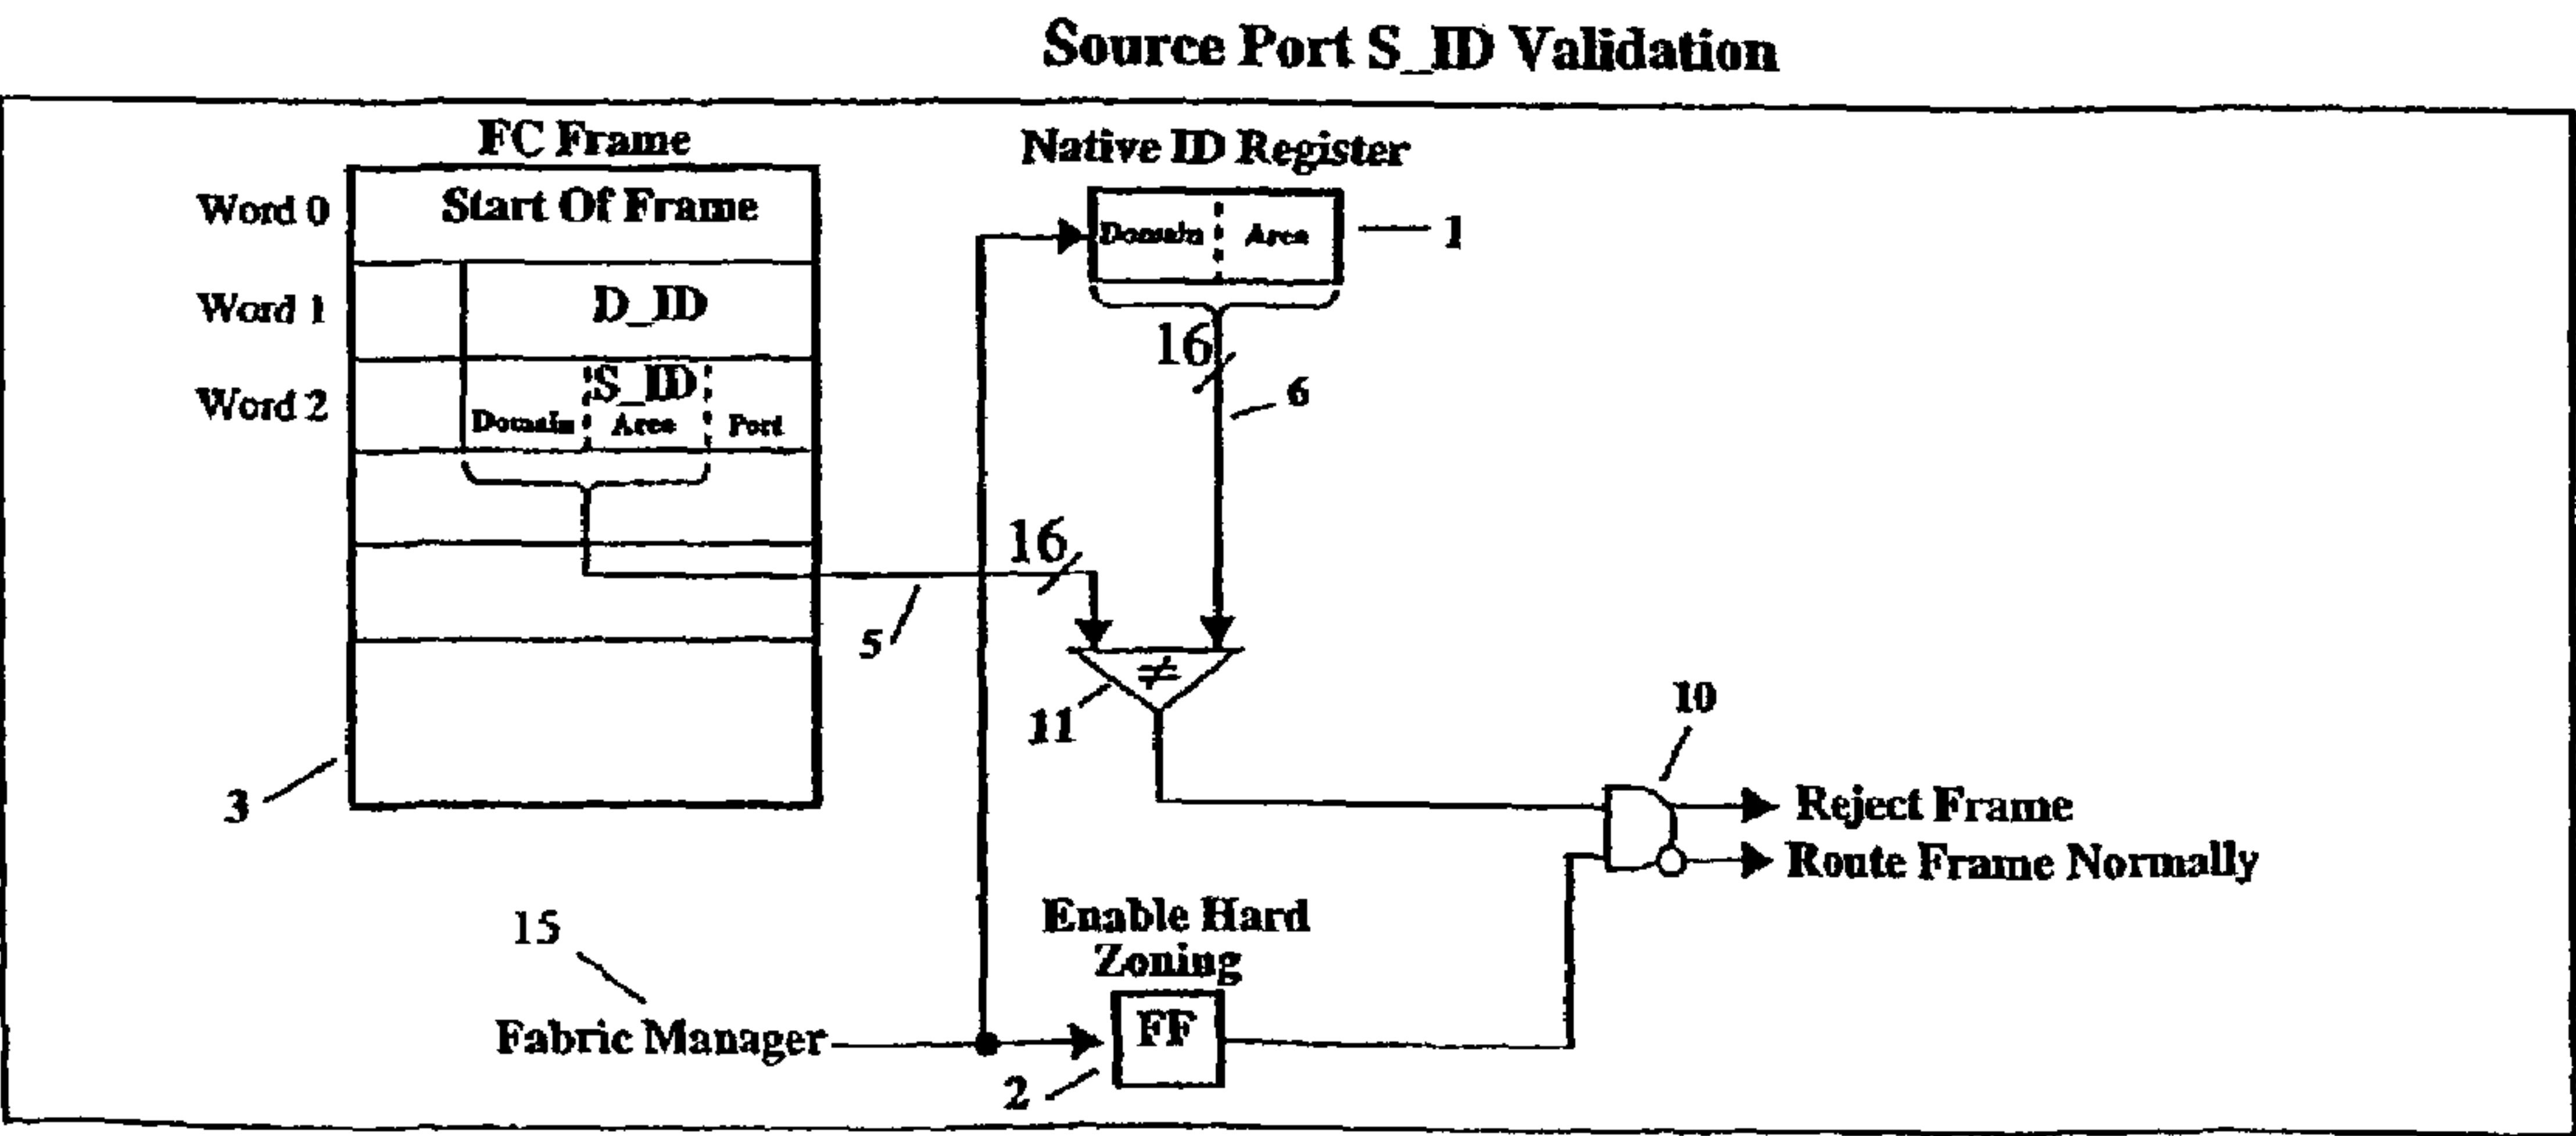 Source Port S_ID Validation
FC Frame
Native ID Register
Word 0
Start Of Frame
Domain
Area
1
Word 1
D_ID
16
6
Word 2
S_ID
Domain
Area
Port
16
5
≠
11
10
3
Reject Frame
Route Frame Normally
15
Enable Hard
Zoning
Fabric Manager
FF
2